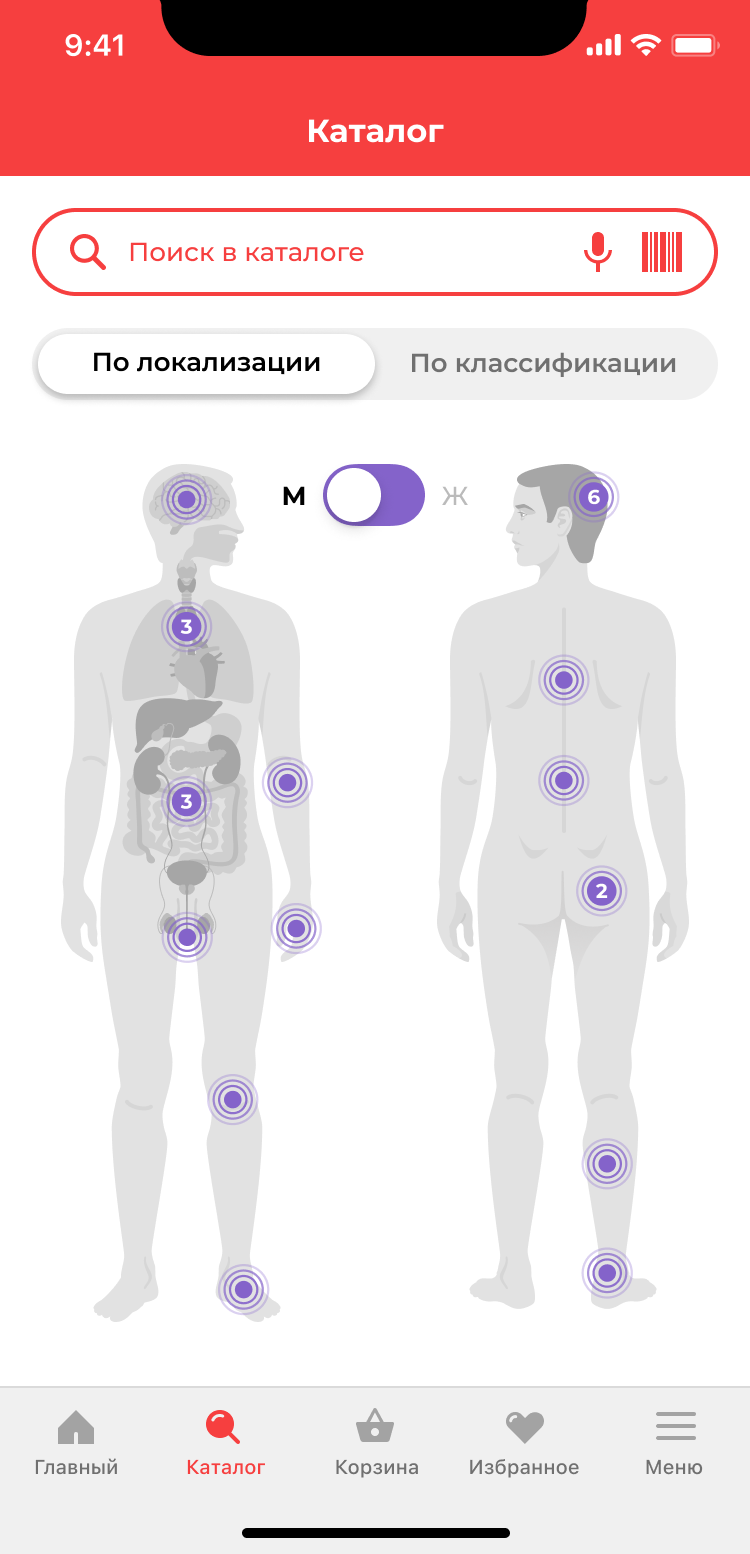 9:41
Каталог
Поиск в каталоге
По локализации
По классификации
М
Ж
6
3
3
2
Главный
Каталог
Корзина
Избранное
Меню